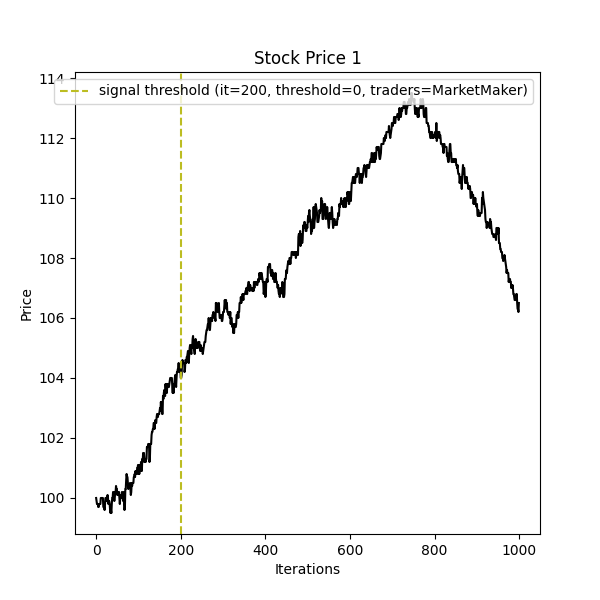 Stock Price 1
signal threshold (it=200, threshold=0, traders=MarketMaker)
114
112
110
108
106
104
102
100
Price
0 200 400 600 800 1000
Iterations